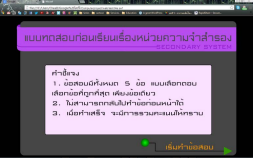 แบบทดสอบก่อนเรียนเรื่องหน่วยความจำสำรอง
SECONDARY SYSTEM
คำชี้แจง
1. ข้อสอบมีทั้งหมด 5 ข้อ แบบเลือกตอบ
เลือกข้อที่ถูกที่สุด เพียงข้อเดียว
2. ไม่สามารถกลับไปทำข้อก่อนหน้าได้
3. เมื่อทำเสร็จ จะมีการรวมคะแนนให้ทราบ
เริ่มทำข้อสอบ